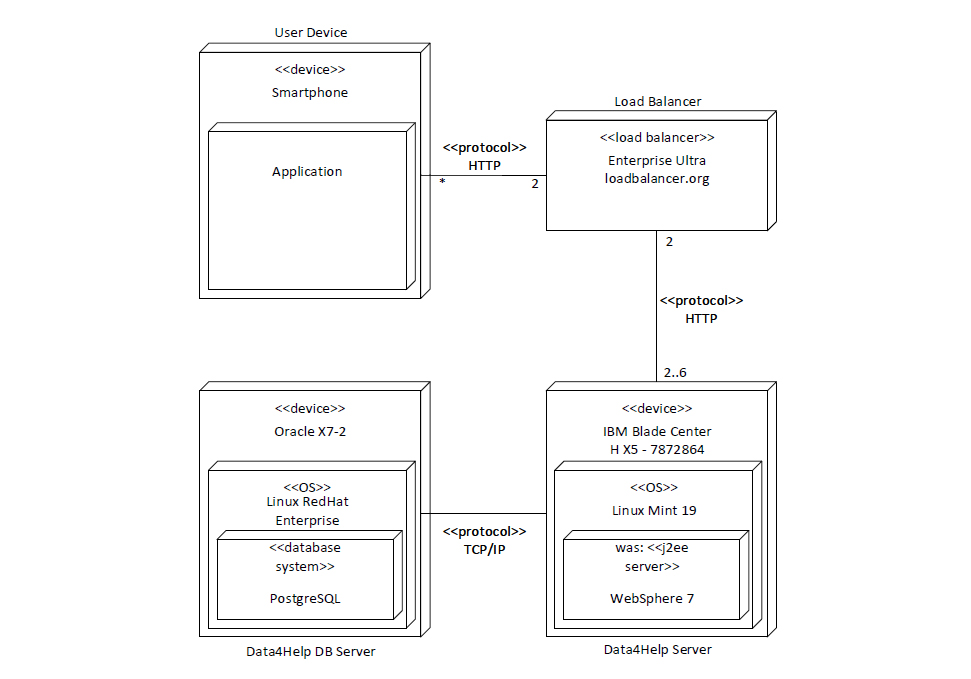 User Device
<<device>>
Smartphone
Application
<<protocol>>
HTTP
*
2
Load Balancer
<<load balancer>>
Enterprise Ultra
loadbalancer.org
2
<<protocol>>
HTTP
2..6
<<device>>
Oracle X7-2
<<OS>>
Linux RedHat
Enterprise
<<database
system>>
PostgreSQL
Data4Help DB Server
<<protocol>>
TCP/IP
<<device>>
IBM Blade Center
H X5 - 7872864
<<OS>>
Linux Mint 19
was: <<j2ee
server>>
WebSphere 7
Data4Help Server